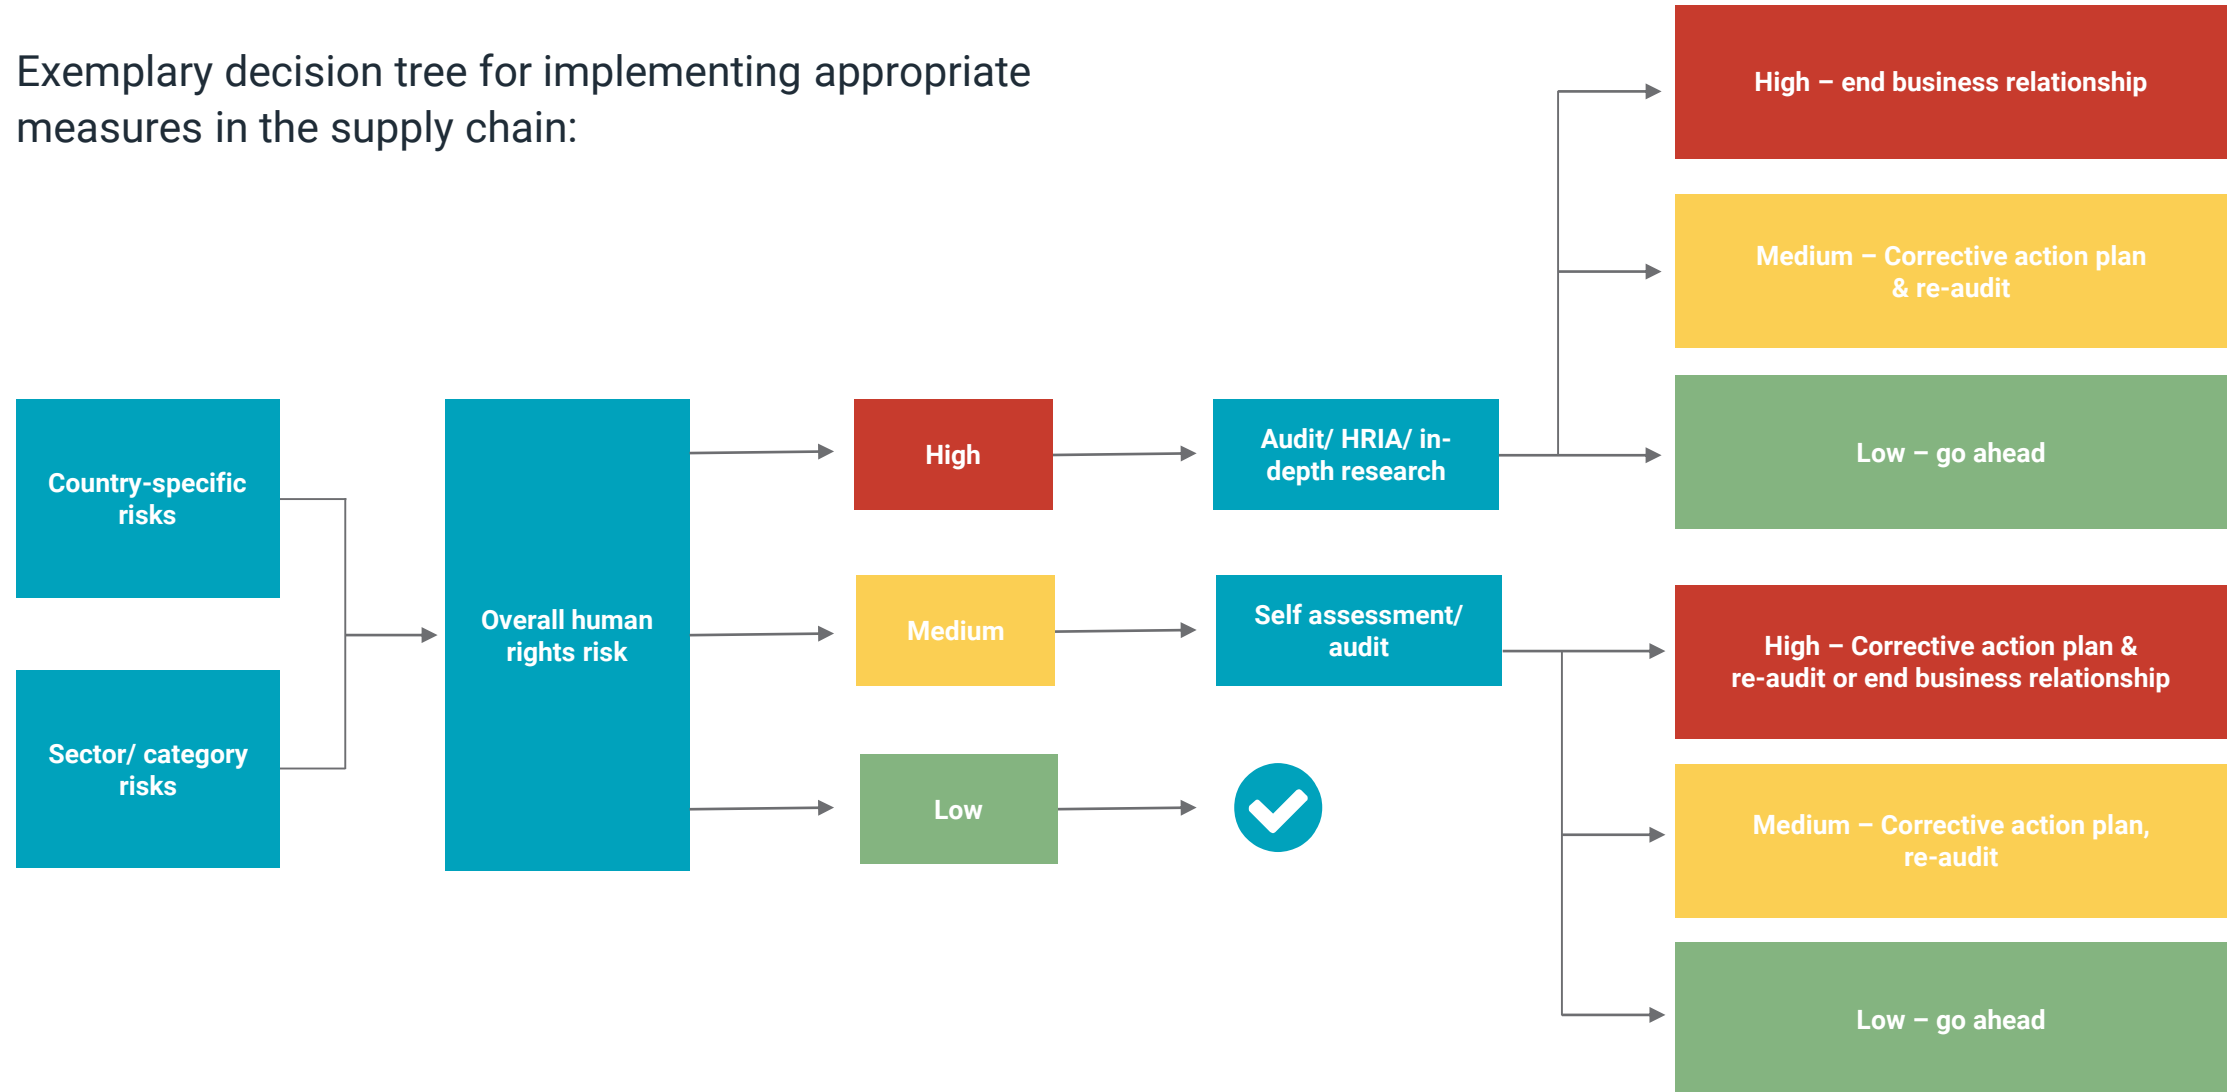 Exemplary decision tree for implementing appropriate
measures in the supply chain:
Country-specific
risks
Sector/ category
risks
Overall human
rights risk
High
Medium
Low
Audit/ HRIA/ in-
depth research
Self assessment/
audit
High – end business relationship
Medium – Corrective action plan
& re-audit
Low – go ahead
High – Corrective action plan &
re-audit or end business relationship
Medium – Corrective action plan,
re-audit
Low – go ahead